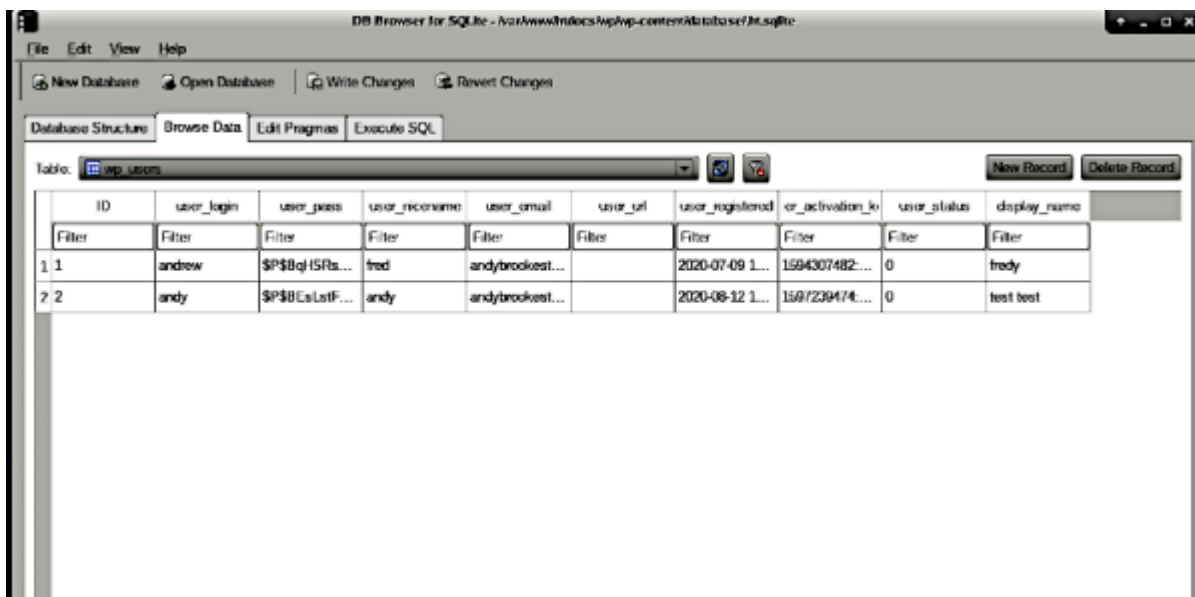 DB Browser for SQLite - /var/www/htdocs/wp/wp-content/database/.ht.sqlite
File Edit View Help
New Database Open Database Write Changes Revert Changes
Database Structure Browse Data Edit Pragmas Execute SQL
Table: wp_users New Record Delete Record
ID user_login user_pass user_nicename user_email user_url user_registered er_activation_k user_status display_name
Filter Filter Filter Filter Filter Filter Filter Filter Filter Filter
1 1 andrew fred andybrookest... 2020-07-09 1... 1594307482:... 0 fredy
2 2 andy $P$BEsLstF... andy andybrookest... 2020-08-12 1... 1597239474:... 0 test test